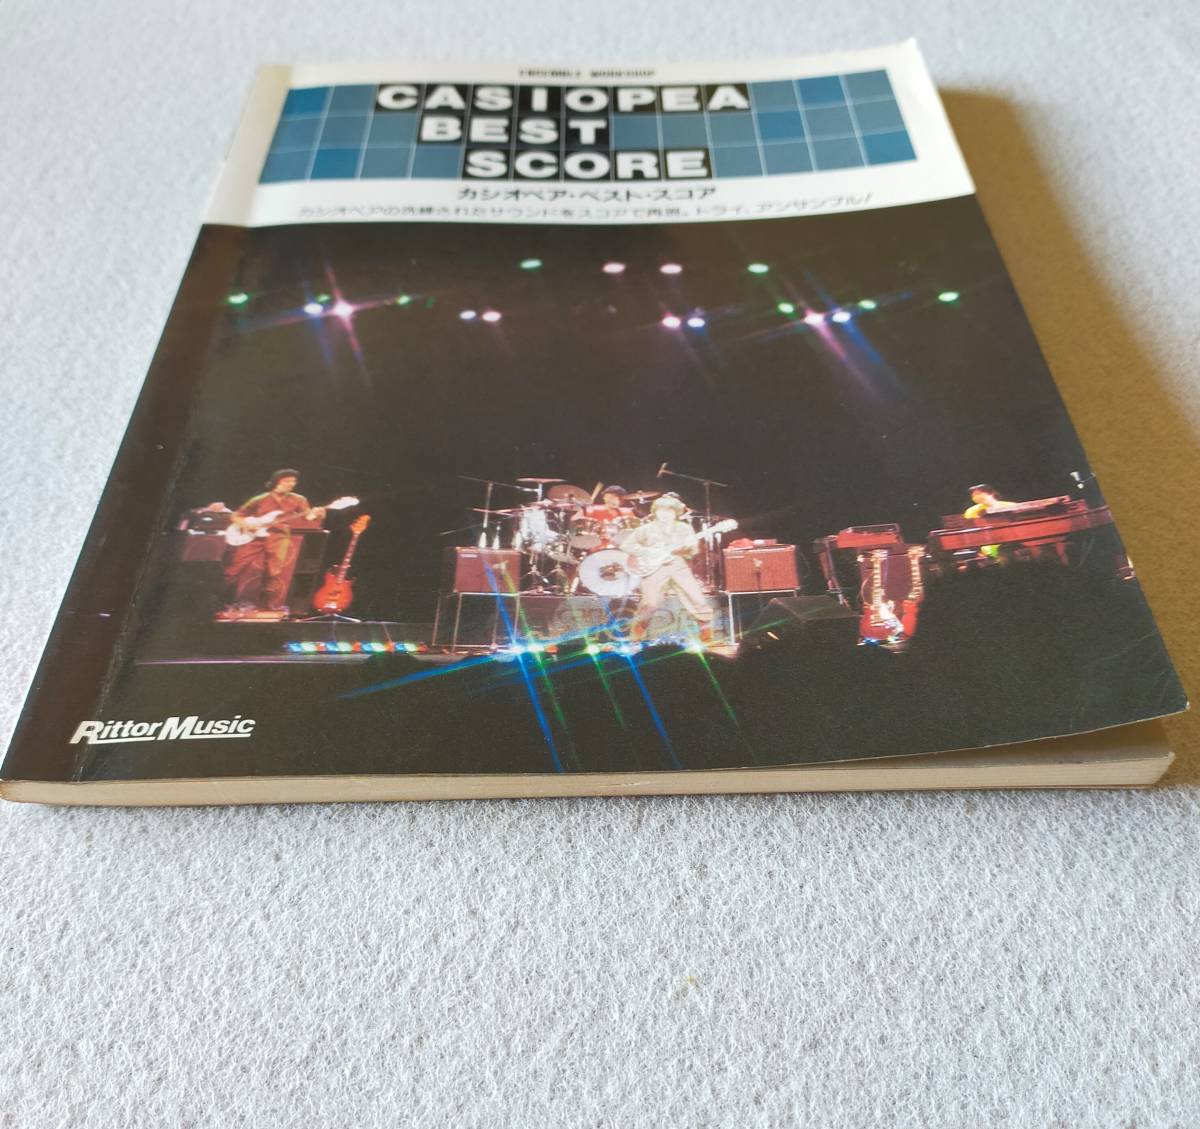 ENSEMBLE WORKSHOP
CASIOPEA
BEST
SCORE
カシオペア・ベスト・スコア
カシオペアの洗練されたサウンドをスコアで再現。トライ、アンサンブル!
RittorMusic